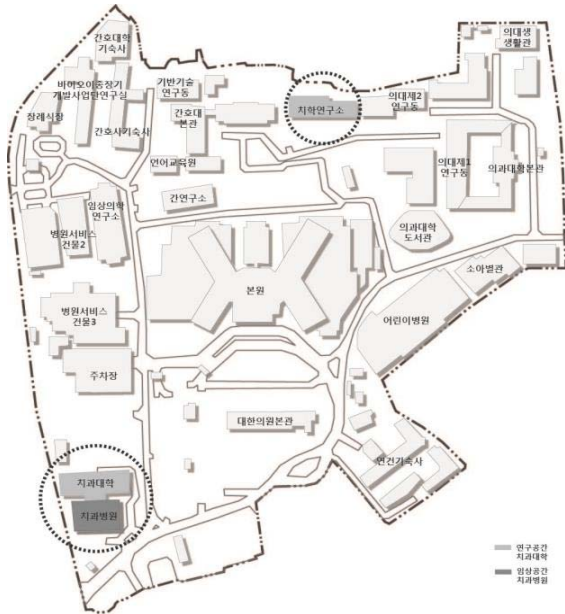 간호대학
기숙사
바이오이종장기
개발사업단연구실
장례식장
간호사기숙사
기반기술
연구동
간호대
본관
언어교육원
치학연구소
의대제2
연구동
의대생
생활관
의대제1
연구동
의과대학본관
임상의학
연구소
간연구소
병원서비스
건물2
의과대학
도서관
본원
소아별관
어린이병원
병원서비스
건물3
주차장
대한의원본관
연건기숙사
치과대학
치과병원
연구공간
치과대학
임상공간
치과병원